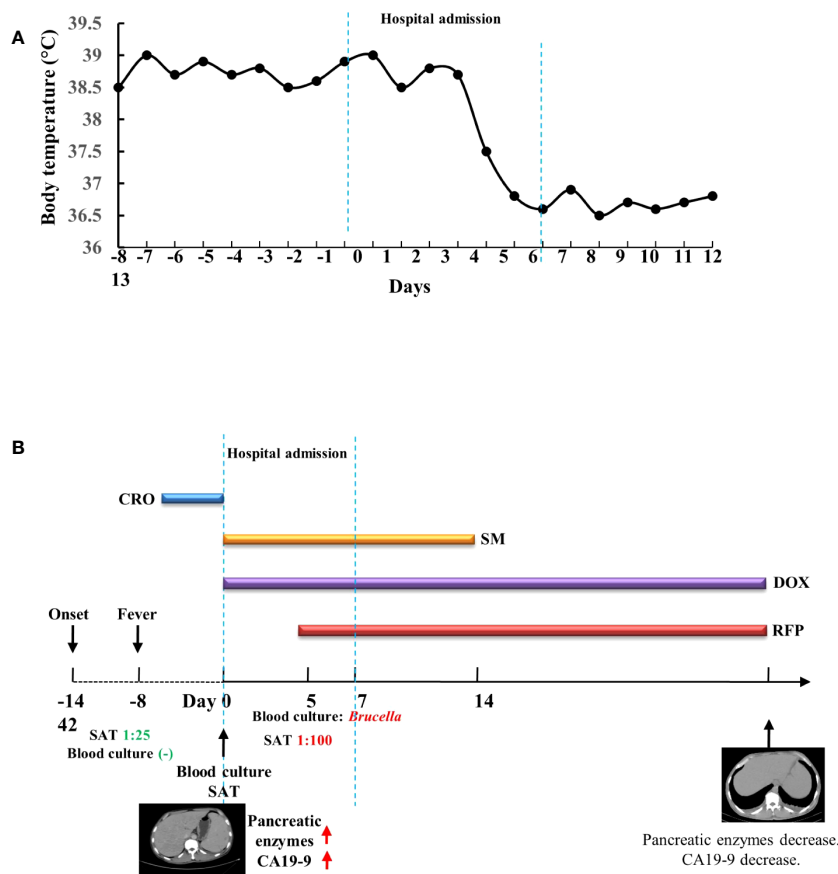 A
Hospital admission
Body temperature (°C)
39.5
39
38.5
38
37.5
37
36.5
36
-8 -7 -6 -5 -4 -3 -2 -1 0 1 2 3 4 5 6 7 8 9 10 11 12
13
Days
B
Hospital admission
CRO
SM
DOX
RFP
Onset Fever
-14 -8 Day 0 5 7 14
42
Blood culture: Brucella
SAT 1:25
SAT 1:100
Blood culture (-)
Blood culture
SAT
Pancreatic
enzymes
CA19-9
Pancreatic enzymes decrease.
CA19-9 decrease.